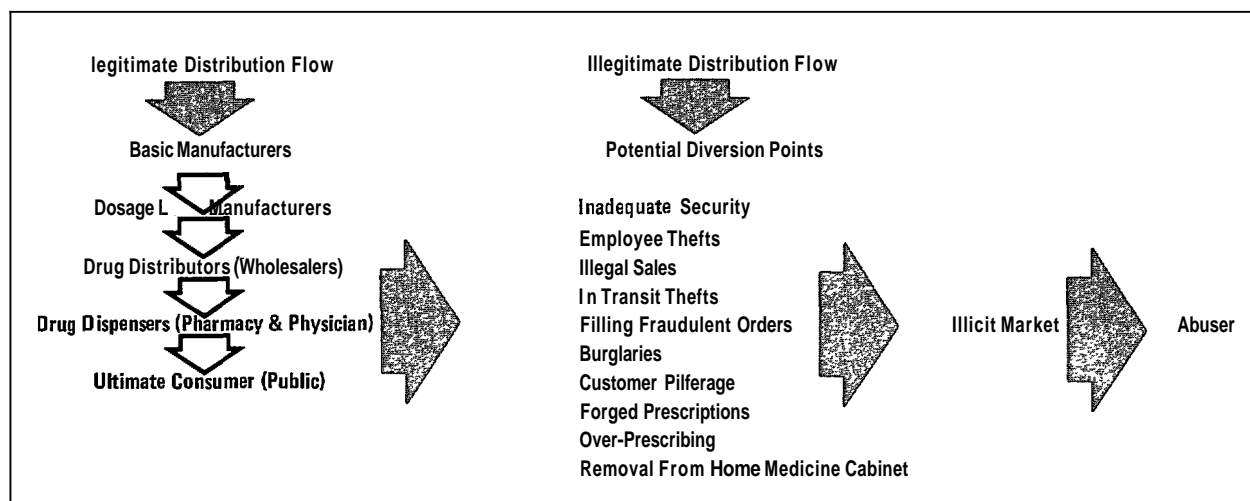 legitimate Distribution Flow
Basic Manufacturers
Dosage L Manufacturers
Drug Distributors (Wholesalers)
Drug Dispensers (Pharmacy & Physician)
Ultimate Consumer (Public)
Illegitimate Distribution Flow
Potential Diversion Points
Inadequate Security
Employee Thefts
Illegal Sales
In Transit Thefts
Filling Fraudulent Orders
Burglaries
Customer Pilferage
Forged Prescriptions
Over-Prescribing
Removal From Home Medicine Cabinet
Illicit Market
Abuser